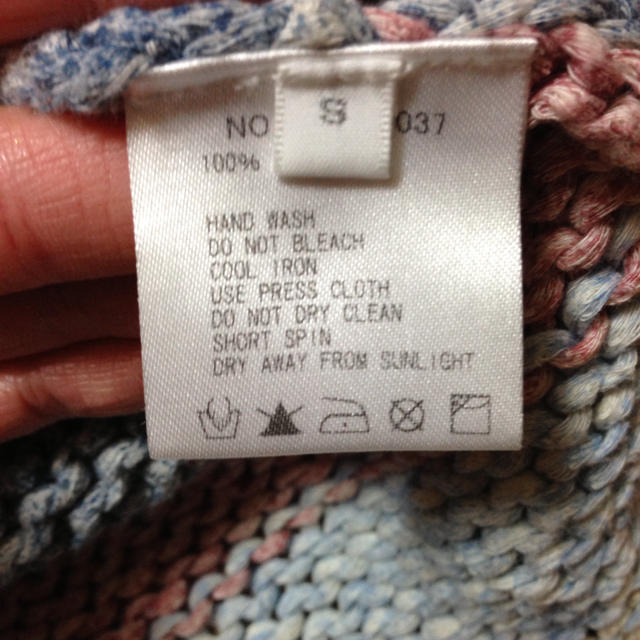 S
NO 037
100%
HAND WASH
DO NOT BLEACH
COOL IRON
USE PRESS CLOTH
DO NOT DRY CLEAN
SHORT SPIN
DRY AWAY FROM SUNLIGHT